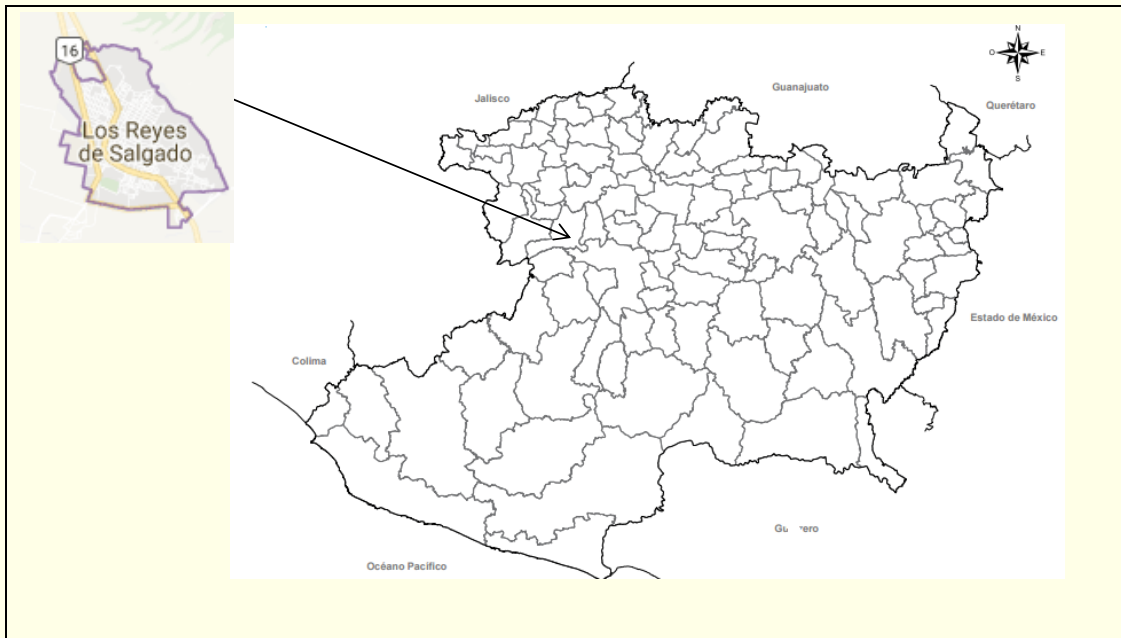 16
Los Reyes
de Salgado
N
O
E
S
Jalisco
Guanajuato
Querétaro
Estado de México
Colima
Océano Pacífico